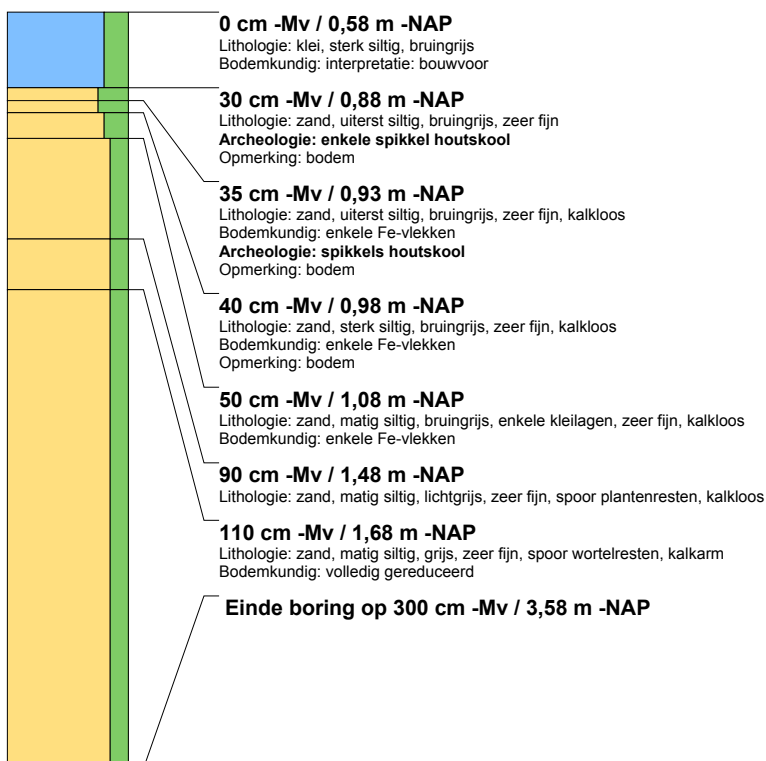 0 cm -Mv / 0,58 m -NAP
Lithologie: klei, sterk siltig, bruingrijs
Bodemkundig: interpretatie: bouwvoor
30 cm -Mv / 0,88 m -NAP
Lithologie: zand, uiterst siltig, bruingrijs, zeer fijn
Archeologie: enkele spikkel houtskool
Opmerking: bodem
35 cm -Mv / 0,93 m -NAP
Lithologie: zand, uiterst siltig, bruingrijs, zeer fijn, kalkloos
Bodemkundig: enkele Fe-vlekken
Archeologie: spikkels houtskool
Opmerking: bodem
40 cm -Mv / 0,98 m -NAP
Lithologie: zand, sterk siltig, bruingrijs, zeer fijn, kalkloos
Bodemkundig: enkele Fe-vlekken
Opmerking: bodem
50 cm -Mv / 1,08 m -NAP
Lithologie: zand, matig siltig, bruingrijs, enkele kleilagen, zeer fijn, kalkloos
Bodemkundig: enkele Fe-vlekken
90 cm -Mv / 1,48 m -NAP
Lithologie: zand, matig siltig, lichtgrijs, zeer fijn, spoor plantenresten, kalkloos
110 cm -Mv / 1,68 m -NAP
Lithologie: zand, matig siltig, grijs, zeer fijn, spoor wortelresten, kalkarm
Bodemkundig: volledig gereduceerd
Einde boring op 300 cm -Mv / 3,58 m -NAP